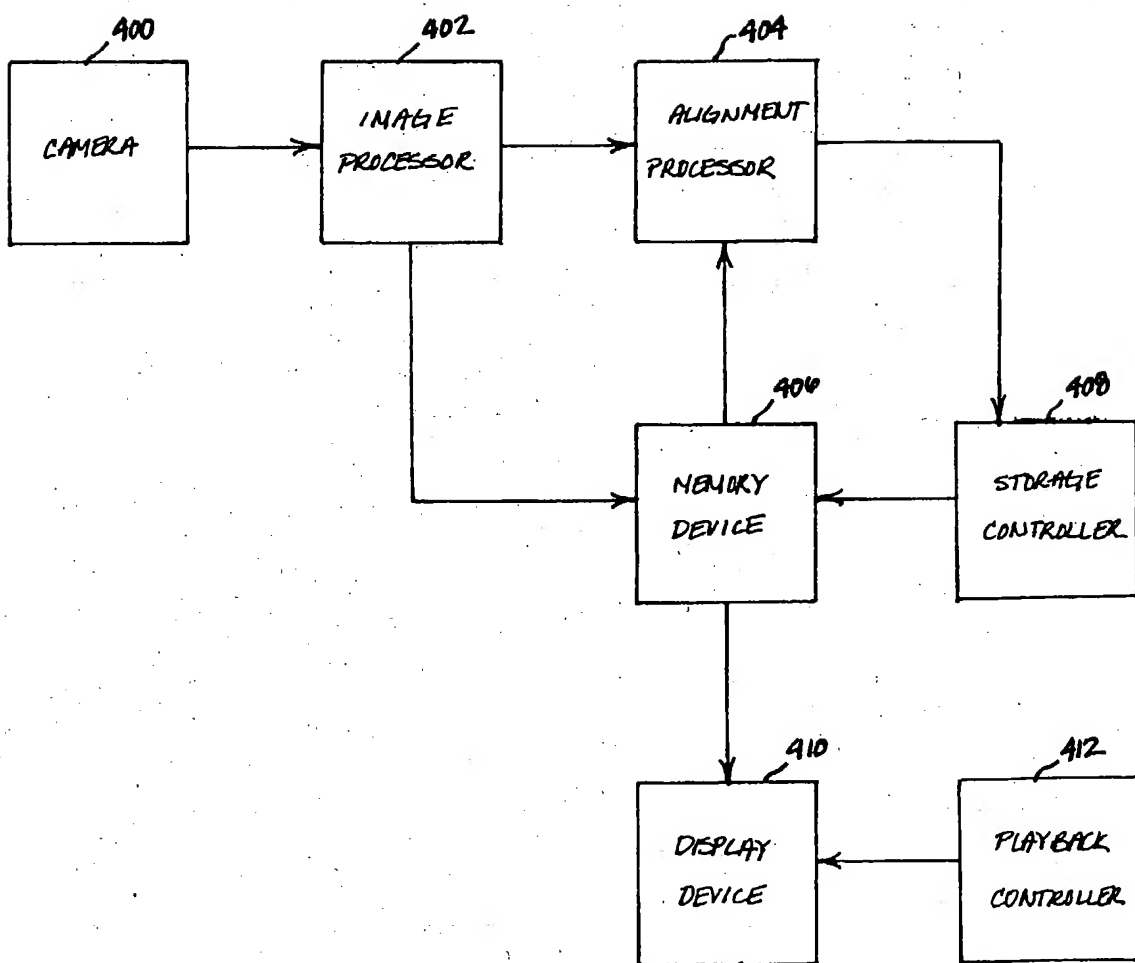 400
402
404
CAMERA
IMAGE
PROCESSOR
ALIGNMENT
PROCESSOR
406
408
MEMORY
DEVICE
STORAGE
CONTROLLER
410
412
DISPLAY
DEVICE
PLAYBACK
CONTROLLER